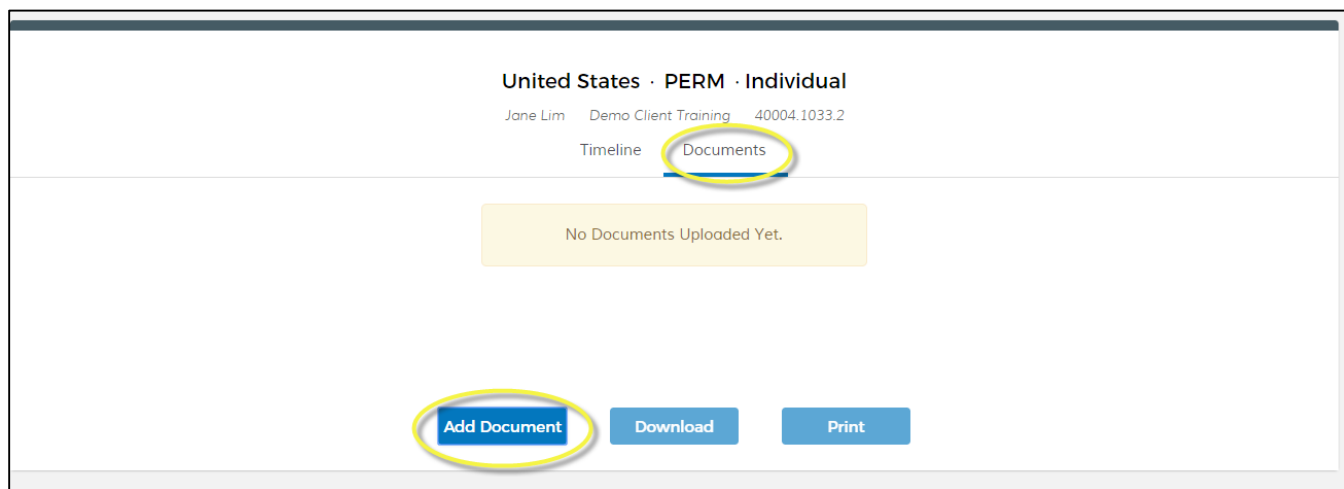 United States · PERM · Individual
Jane Lim Demo Client Training 40004.1033.2
Timeline Documents
No Documents Uploaded Yet.
Add Document Download Print